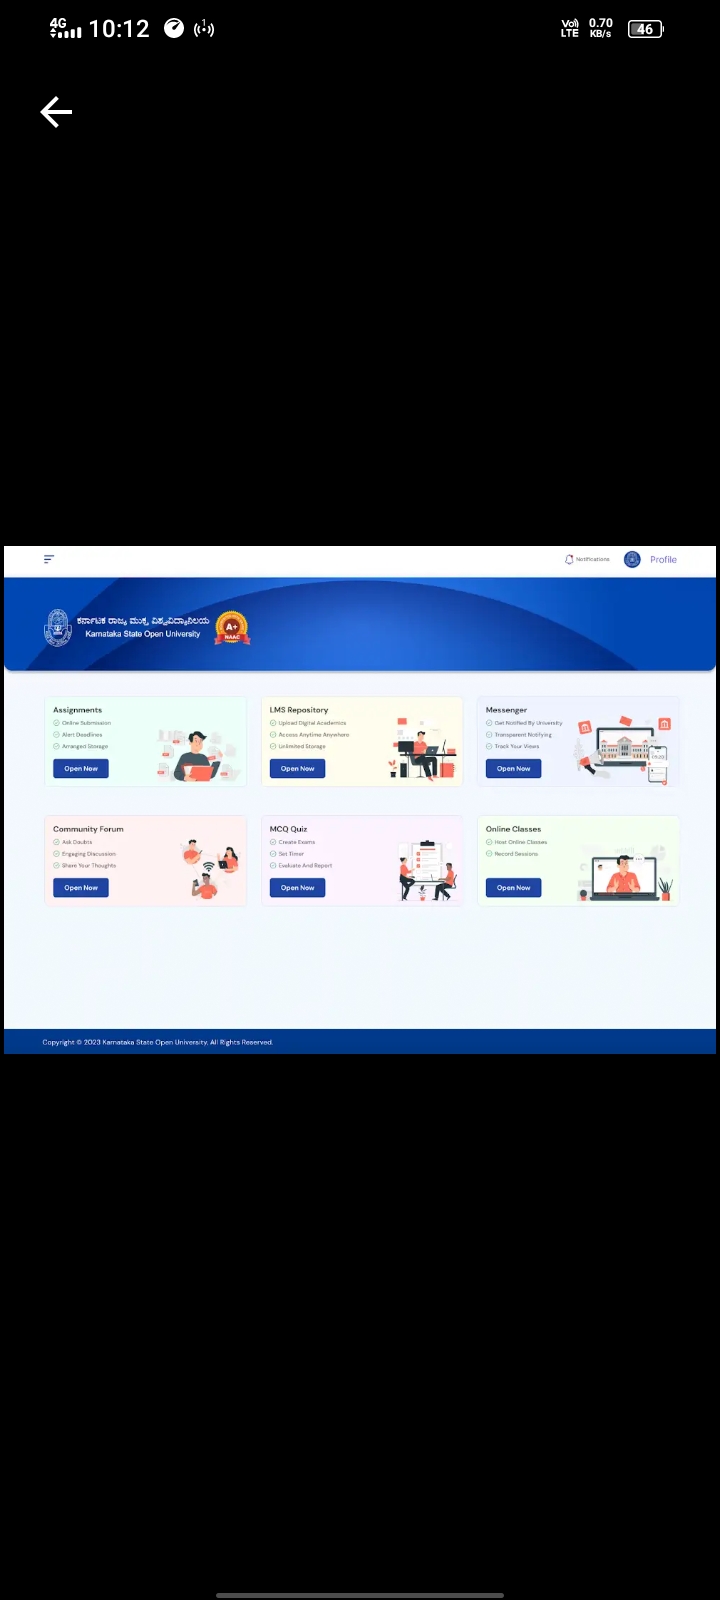 4G 10:12 1 Vo) LTE 0.70 KB/s 46
Notifications Profile
ಕರ್ನಾಟಕ ರಾಜ್ಯ ಮುಕ್ತ ವಿಶ್ವವಿದ್ಯಾನಿಲಯ
Karnataka State Open University
A+
NAAC
Assignments
Online Submission
Alert Deadlines
Arranged Storage
Open Now
LMS Repository
Upload Digital Academics
Access Anytime Anywhere
Unlimited Storage
Open Now
Messenger
Get Notified By University
Transparent Notifying
Track Your Views
Open Now
Community Forum
Ask Doubts
Engaging Discussion
Share Your Thoughts
Open Now
MCQ Quiz
Create Exams
Set Timer
Evaluate And Report
Open Now
Online Classes
Host Online Classes
Record Sessions
Open Now
Copyright © 2023 Karnataka State Open University. All Rights Reserved.